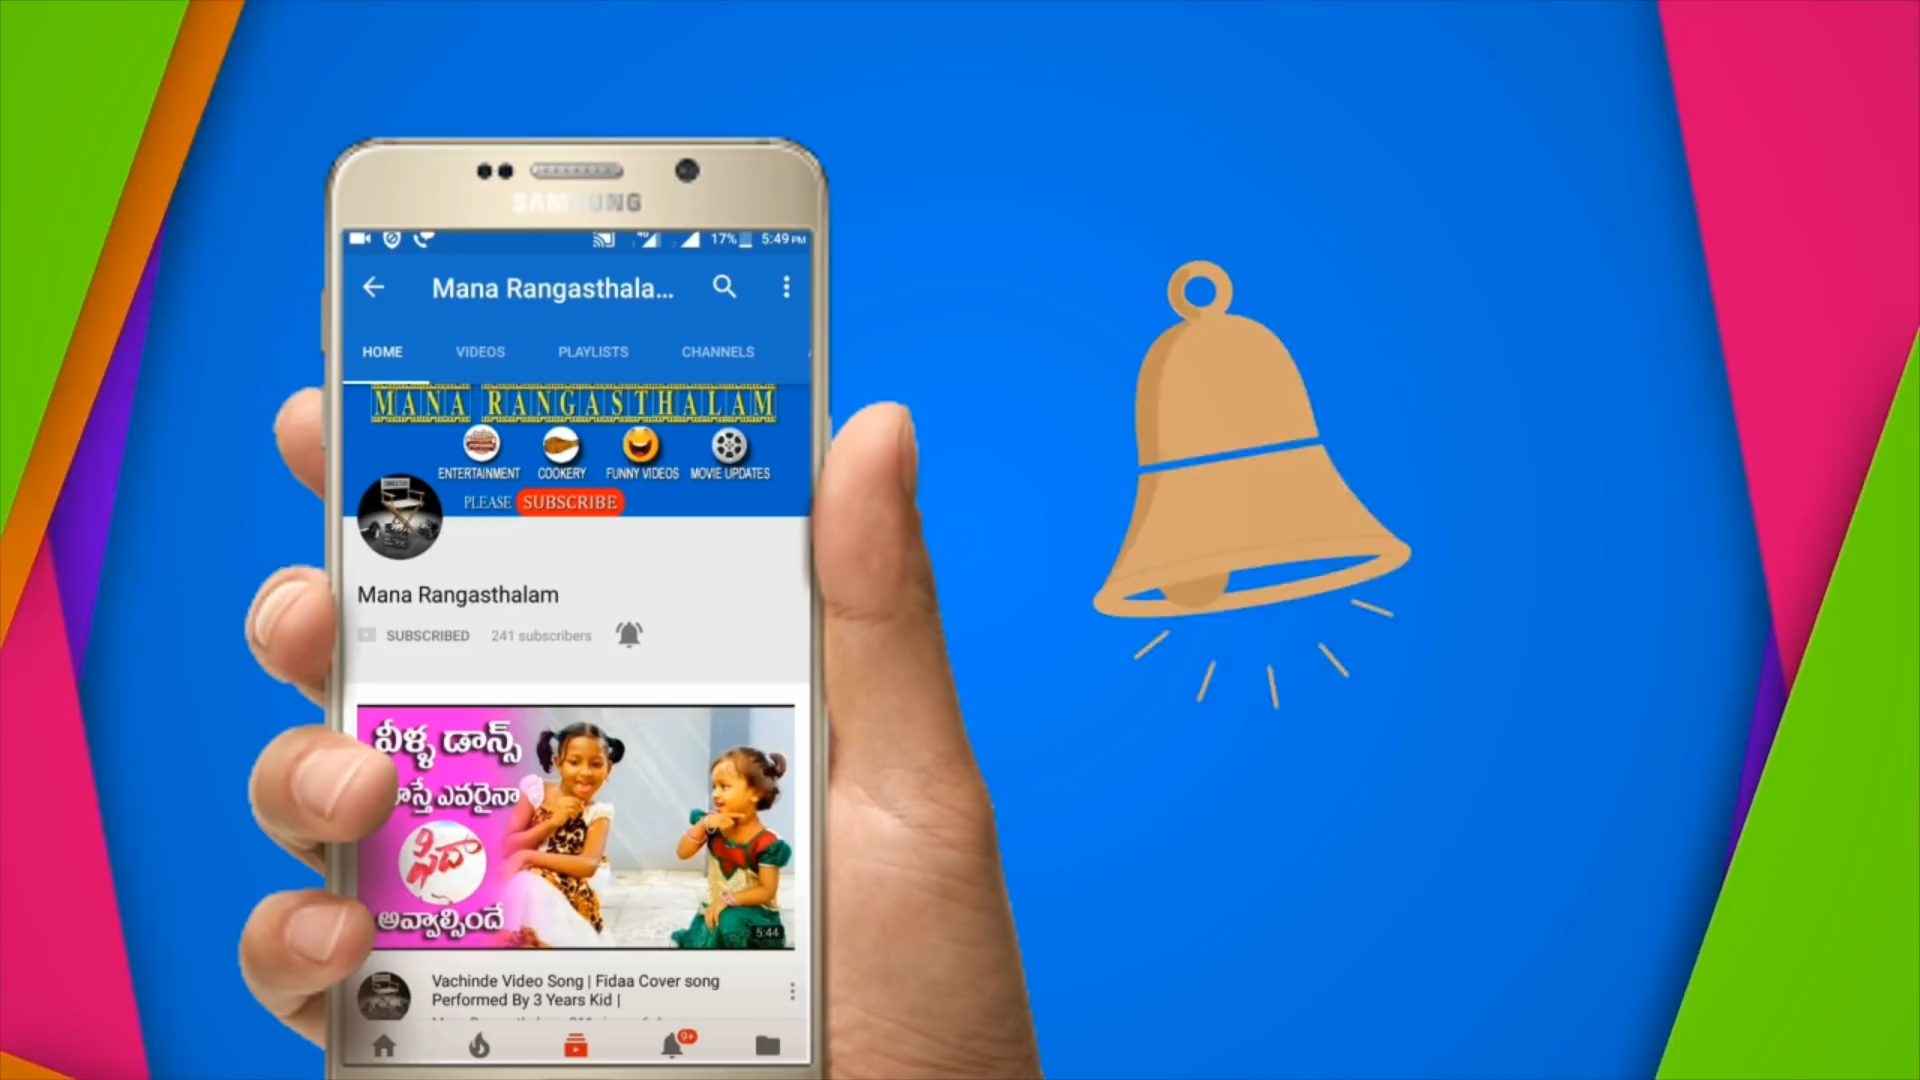 SAMSUNG
17% 5:49 PM
Mana Rangasthala...
HOME VIDEOS PLAYLISTS CHANNELS
MANA RANGASTHALAM
ENTERTAINMENT COOKERY FUNNY VIDEOS MOVIE UPDATES
PLEASE SUBSCRIBE
Mana Rangasthalam
SUBSCRIBED 241 subscribers
వీళ్ళ డాన్స్
ఎవరైనా
ఫిదా
అవ్వాల్సిందే
5:44
Vachinde Video Song | Fidaa Cover song
Performed By 3 Years Kid |
9+